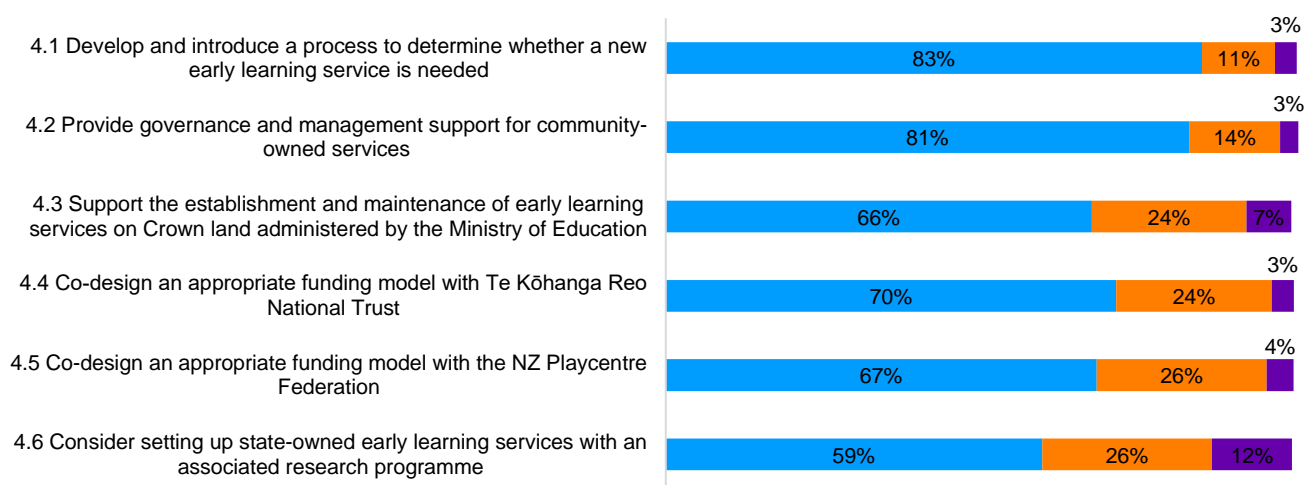 3%
4.1 Develop and introduce a process to determine whether a new
early learning service is needed
83%
11%
3%
4.2 Provide governance and management support for community-
owned services
81%
14%
4.3 Support the establishment and maintenance of early learning
services on Crown land administered by the Ministry of Education
66%
24%
7%
3%
4.4 Co-design an appropriate funding model with Te Kōhanga Reo
National Trust
70%
24%
4%
4.5 Co-design an appropriate funding model with the NZ Playcentre
Federation
67%
26%
4.6 Consider setting up state-owned early learning services with an
associated research programme
59%
26%
12%